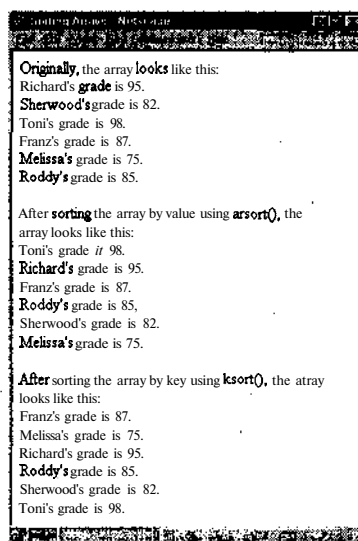 Sorting Arrays - Netscape
Originally, the array looks like this:
Richard's grade is 95.
Sherwood's grade is 82.
Toni's grade is 98.
Franz's grade is 87.
Melissa's grade is 75.
Roddy's grade is 85.
After sorting the array by value using arsort(), the
array looks like this:
Toni's grade it 98.
Richard's grade is 95.
Franz's grade is 87.
Roddy's grade is 85,
Sherwood's grade is 82.
Melissa's grade is 75.
After sorting the array by key using ksort(), the atray
looks like this:
Franz's grade is 87.
Melissa's grade is 75.
Richard's grade is 95.
Roddy's grade is 85.
Sherwood's grade is 82.
Toni's grade is 98.